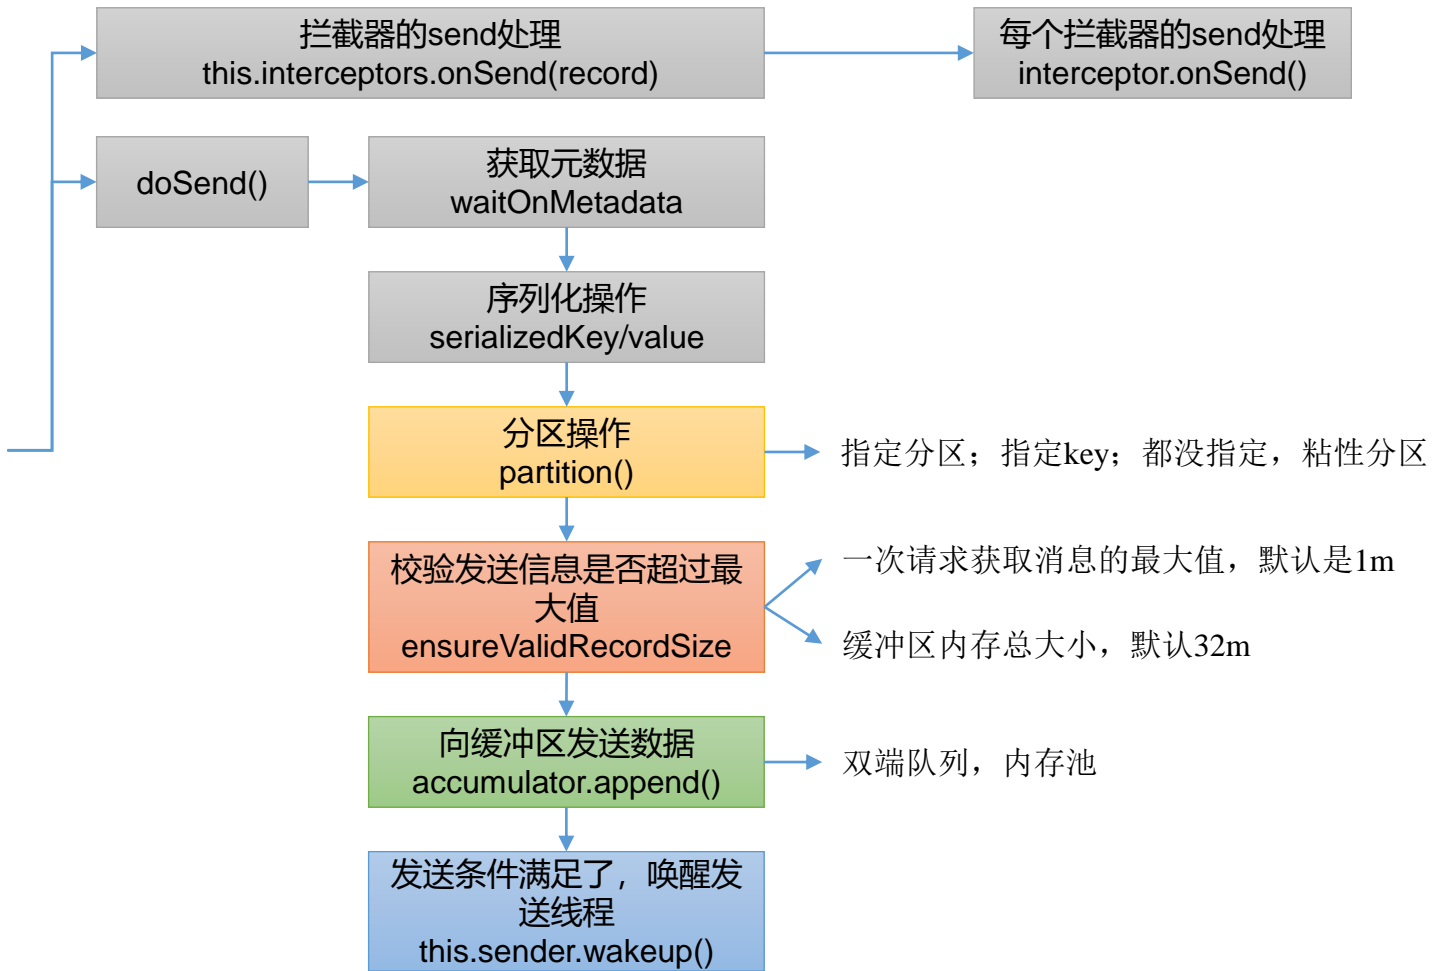 拦截器的send处理
this.interceptors.onSend(record)
每个拦截器的send处理
interceptor.onSend()
doSend()
获取元数据
waitOnMetadata
序列化操作
serializedKey/value
分区操作
partition()
指定分区；指定key；都没指定，粘性分区
校验发送信息是否超过最
大值
ensureValidRecordSize
一次请求获取消息的最大值，默认是1m
缓冲区内存总大小，默认32m
向缓冲区发送数据
accumulator.append()
双端队列，内存池
发送条件满足了，唤醒发
送线程
this.sender.wakeup()